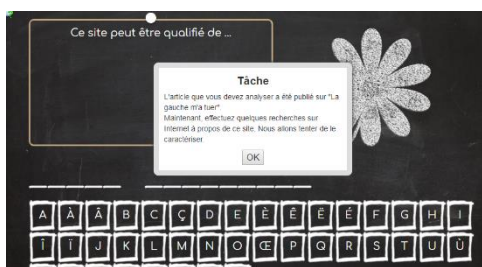 Ce site peut être qualifié de ...
Tâche
L'article que vous devez analyser a été publié sur "La
gauche m'a tuer".
Maintenant, effectuez quelques recherches sur
Internet à propos de ce site. Nous allons tenter de le
caractériser.
OK
A À Â B C Ç D E È Ê Ë É F G H I
Î Ï J K L M N O Œ P Q R S T U Ù